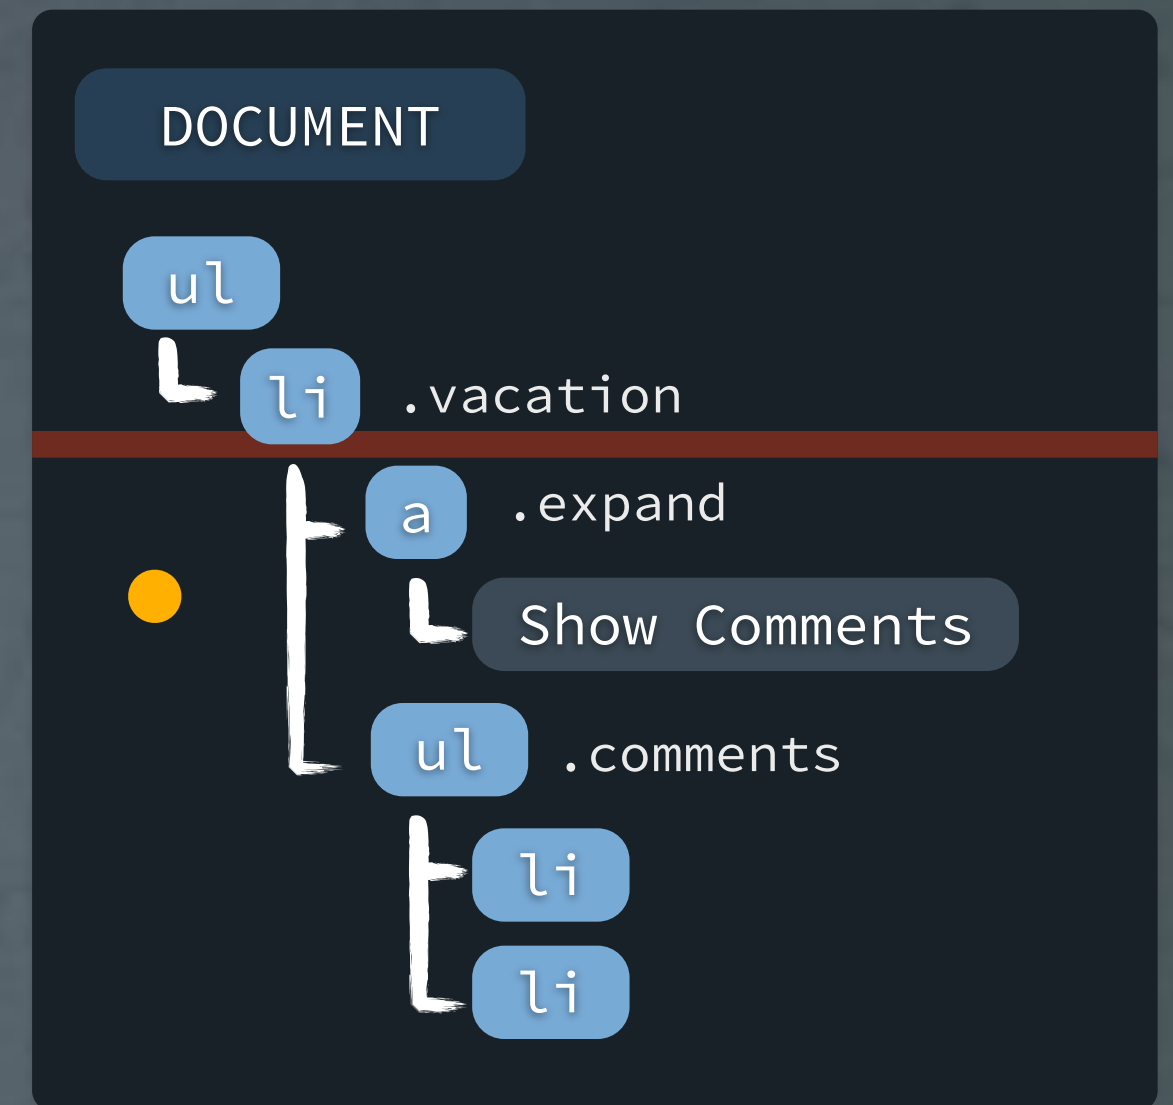 DOCUMENT
ul
li .vacation
a .expand
Show Comments
ul .comments
li
li